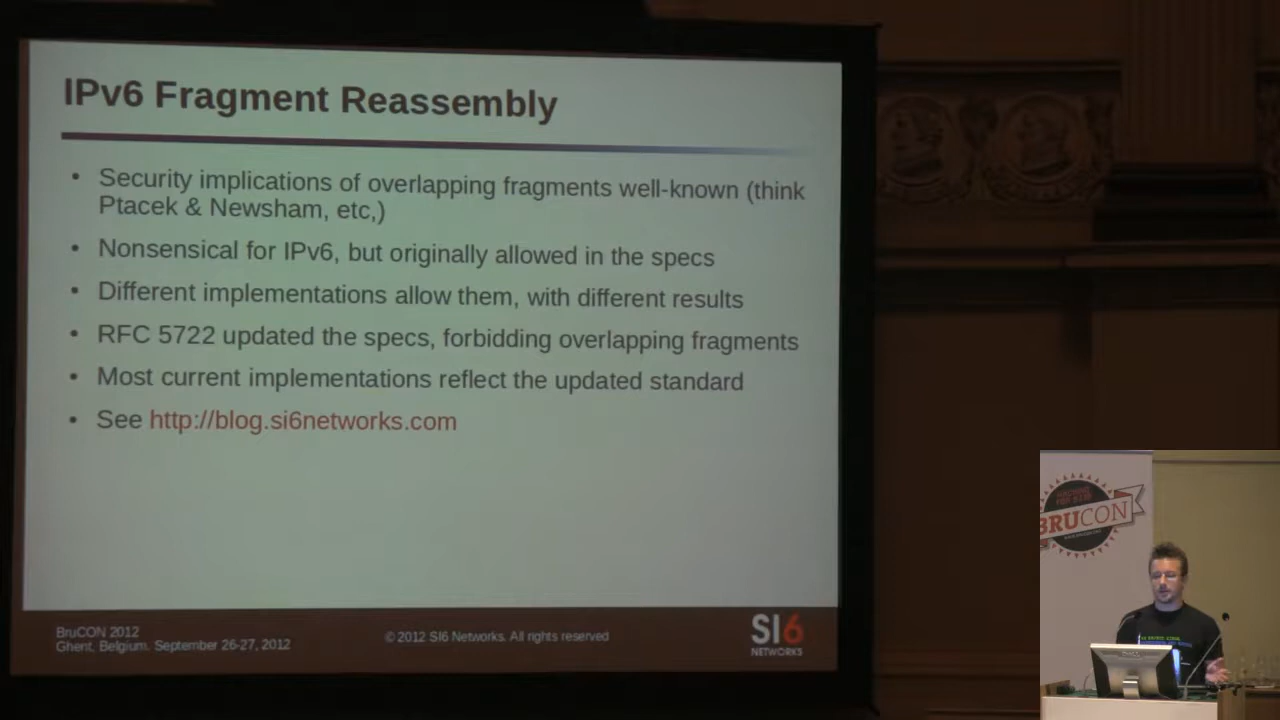 IPv6 Fragment Reassembly
• Security implications of overlapping fragments well-known (think
Ptacek & Newsham, etc,)
• Nonsensical for IPv6, but originally allowed in the specs
• Different implementations allow them, with different results
• RFC 5722 updated the specs, forbidding overlapping fragments
• Most current implementations reflect the updated standard
• See http://blog.si6networks.com
BruCON 2012
Ghent, Belgium. September 26-27, 2012
© 2012 SI6 Networks. All rights reserved
SI6
NETWORKS
BRUCON